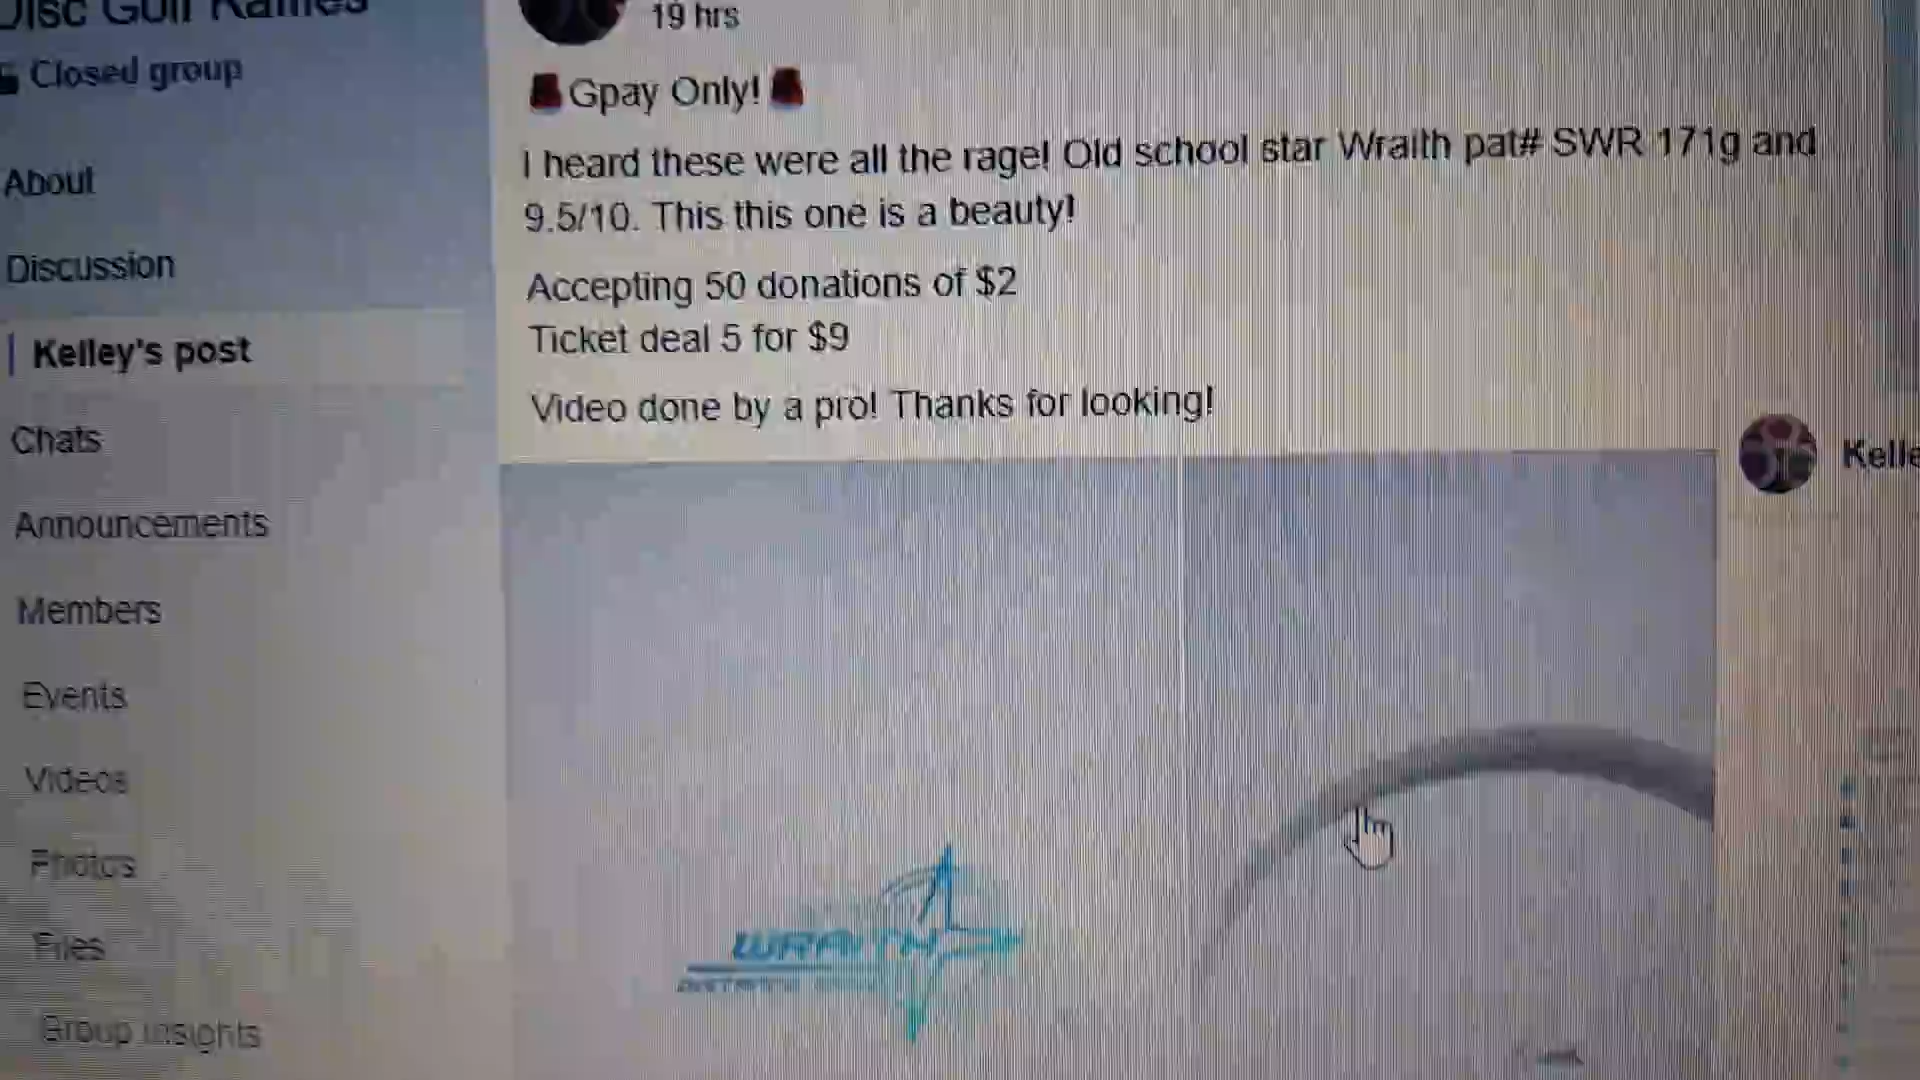 Disc Golf
Closed group
About
Discussion
Kelley's post
Chats
Announcements
Members
Events
Videos
Photos
Files
Group insights
19 hrs
Gpay Only!
I heard these were all the rage! Old school star Wraith pat# SWR 171g and
9.5/10. This this one is a beauty!
Accepting 50 donations of $2
Ticket deal 5 for $9
Video done by a pro! Thanks for looking!
Kelle
WRAITH